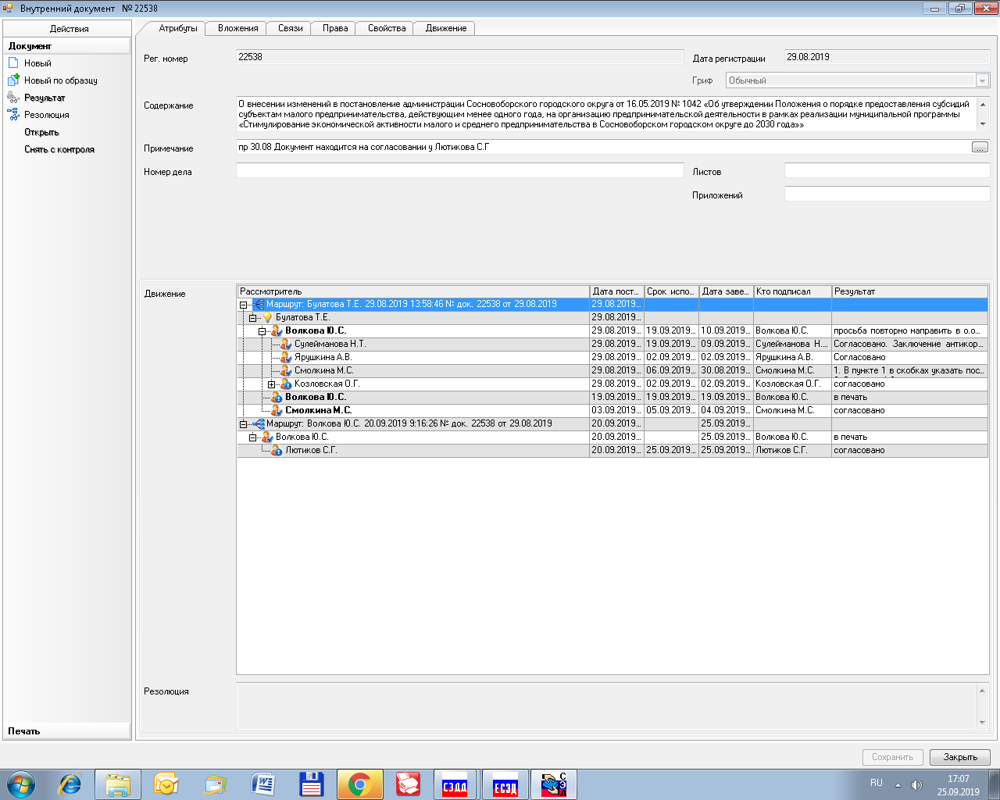 Внутренний документ № 22538
Действия
Документ
Новый
Новый по образцу
Результат
Резолюция
Открыть
Снять с контроля
Печать
Атрибуты Вложения Связи Права Свойства Движение
Рег. номер 22538 Дата регистрации 29.08.2019
Гриф Обычный
Содержание О внесении изменений в постановление администрации Сосновоборского городского округа от 16.05.2019 № 1042 «Об утверждении Положения о порядке предоставления субсидий
субъектам малого предпринимательства, действующим менее одного года, на организацию предпринимательской деятельности в рамках реализации муниципальной программы
«Стимулирование экономической активности малого и среднего предпринимательства в Сосновоборском городском округе до 2030 года»»
Примечание пр 30.08 Документ находится на согласовании у Лютикова С.Г ...
Номер дела Листов
Приложений
Движение
Рассмотритель Дата пост... Срок испо... Дата заве... Кто подписал Результат
Маршрут: Булатова Т.Е. 29.08.2019 13:58:46 № док. 22538 от 29.08.2019 29.08.2019...
Булатова Т.Е. 29.08.2019...
Волкова Ю.С. 29.08.2019... 19.09.2019... 10.09.2019... Волкова Ю.С. просьба повторно направить в о.о...
Сулейманова Н.Т. 29.08.2019... 19.09.2019... 09.09.2019... Сулейманова Н.... Согласовано. Заключение антикор...
Ярушкина А.В. 29.08.2019... 02.09.2019... 02.09.2019... Ярушкина А.В. Согласовано
Смолкина М.С. 29.08.2019... 06.09.2019... 30.08.2019... Смолкина М.С. 1. В пункте 1 в скобках указать пос...
Козловская О.Г. 29.08.2019... 02.09.2019... 02.09.2019... Козловская О.Г. согласовано
Волкова Ю.С. 19.09.2019... 19.09.2019... 19.09.2019... Волкова Ю.С. в печать
Смолкина М.С. 03.09.2019... 05.09.2019... 04.09.2019... Смолкина М.С. согласовано
Маршрут: Волкова Ю.С. 20.09.2019 9:16:26 № док. 22538 от 29.08.2019 20.09.2019... 25.09.2019...
Волкова Ю.С. 20.09.2019... 25.09.2019... Волкова Ю.С. в печать
Лютиков С.Г. 20.09.2019... 25.09.2019... 25.09.2019... Лютиков С.Г. согласовано
Резолюция
Сохранить Закрыть
СЭДД ЕСЭД СЭД RU 17:07
25.09.2019